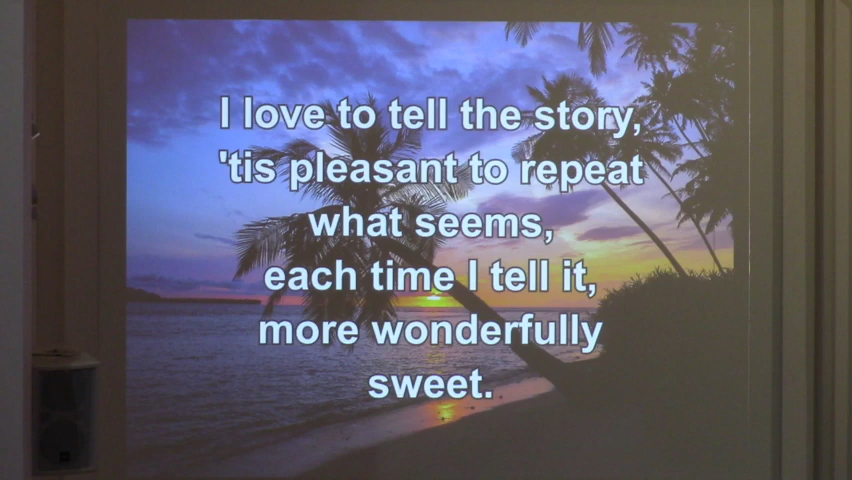 I love to tell the story,
'tis pleasant to repeat
what seems,
each time I tell it,
more wonderfully
sweet.